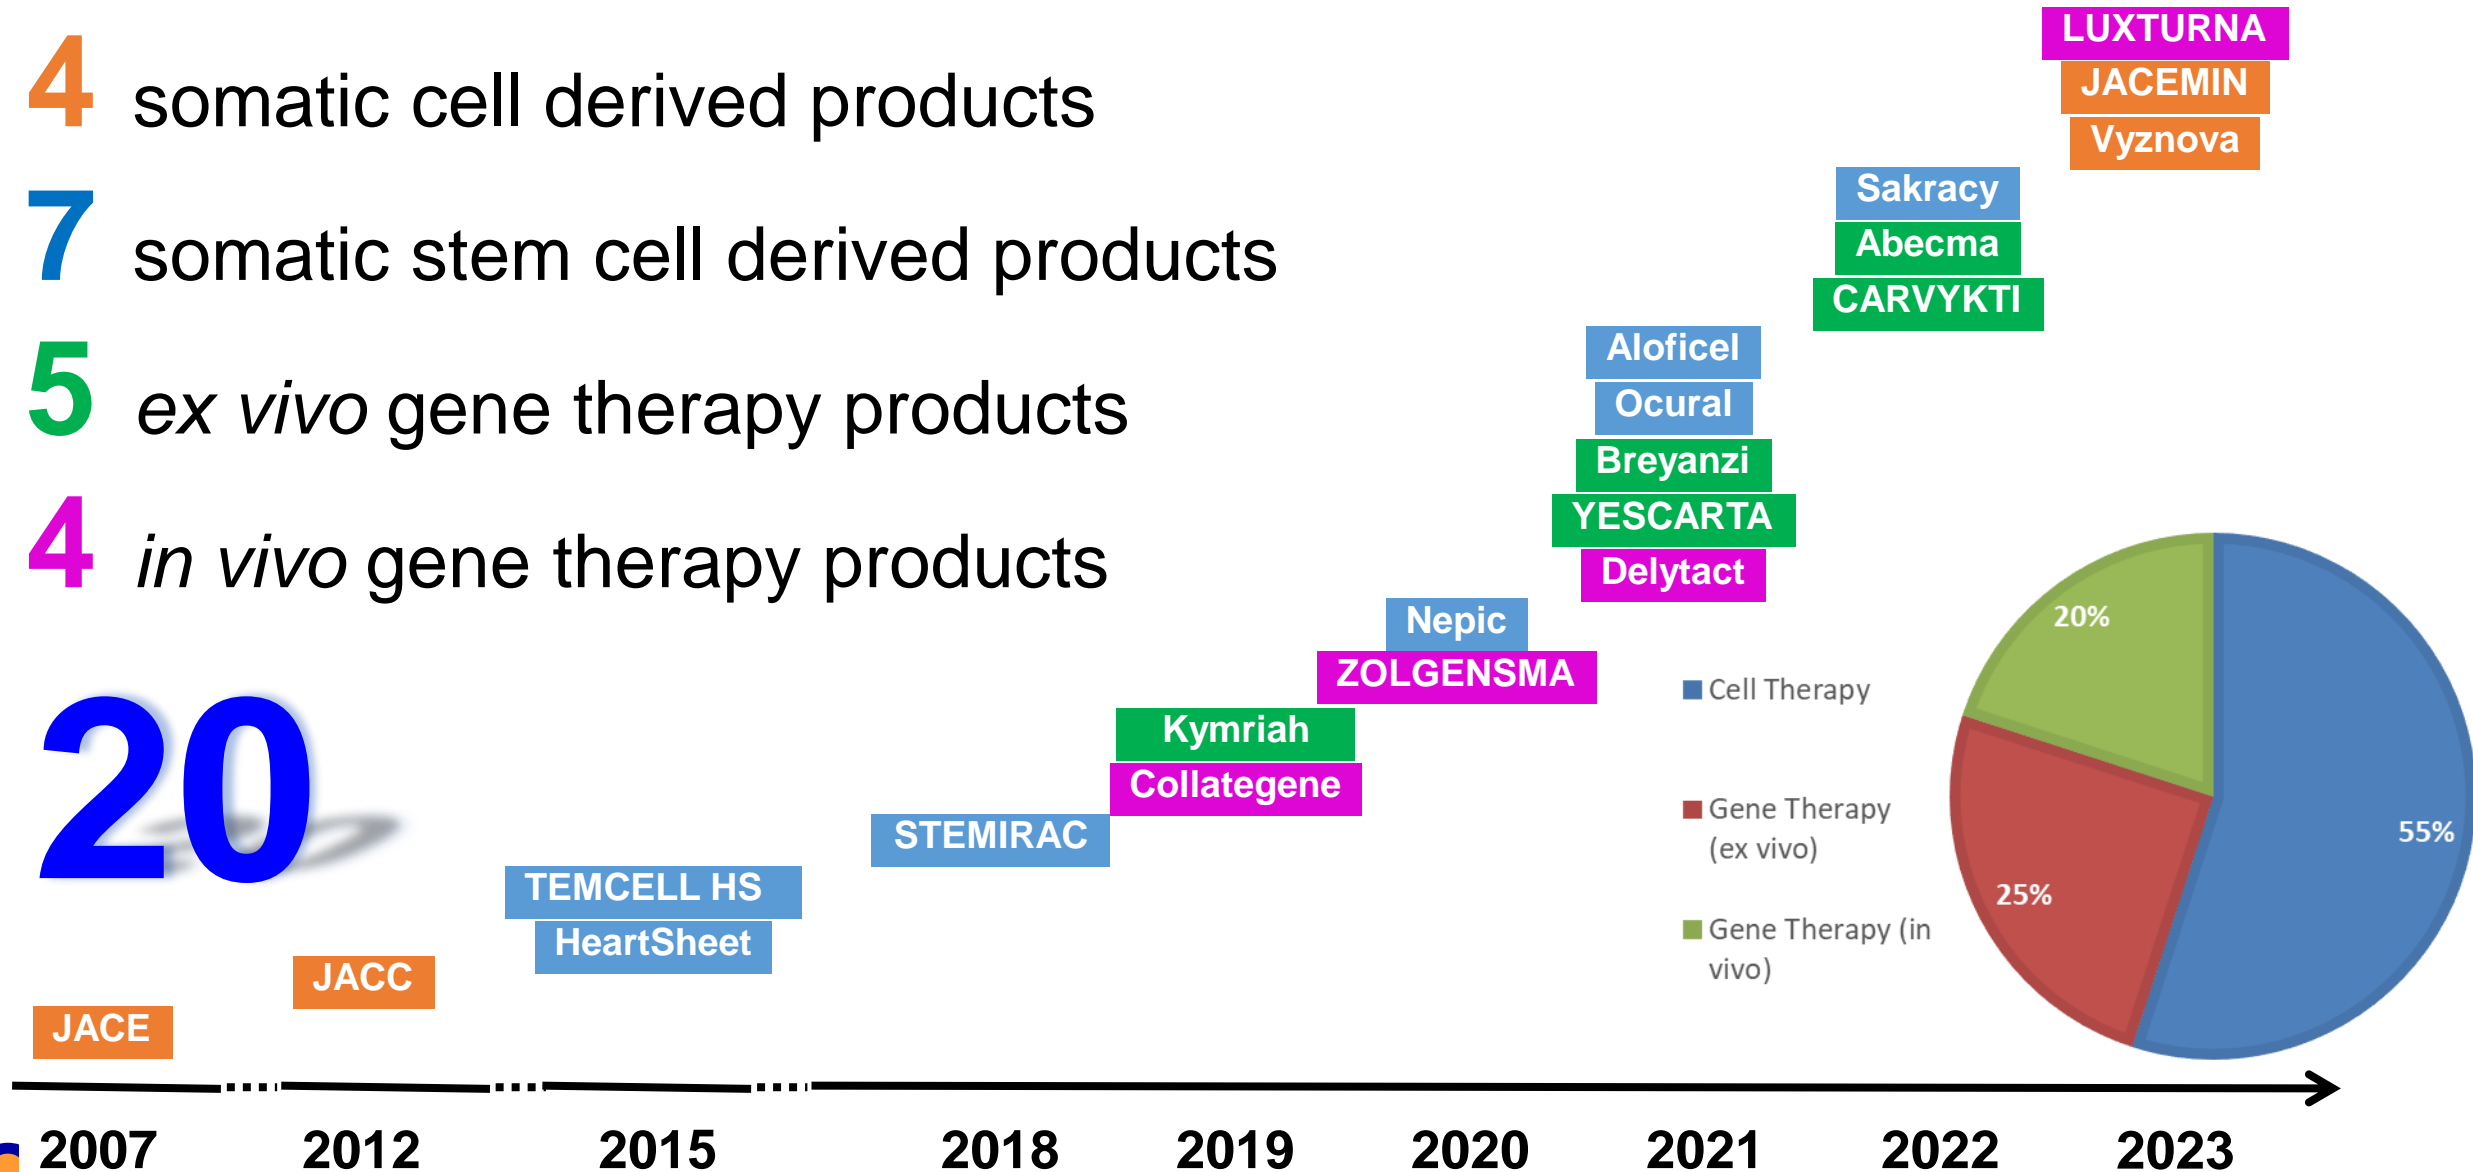 4 somatic cell derived products
7 somatic stem cell derived products
5 ex vivo gene therapy products
4 in vivo gene therapy products
20
LUXTURNA
JACEMIN
Vyznova
Sakracy
Abecma
CARVYKTI
Aloficel
Ocural
Breyanzi
YESCARTA
Delytact
Nepic
ZOLGENSMA
Kymriah
Collategene
STEMIRAC
TEMCELL HS
HeartSheet
JACC
JACE
Cell Therapy
Gene Therapy
(ex vivo)
Gene Therapy (in
vivo)
20%
55%
25%
2007 2012 2015 2018 2019 2020 2021 2022 2023